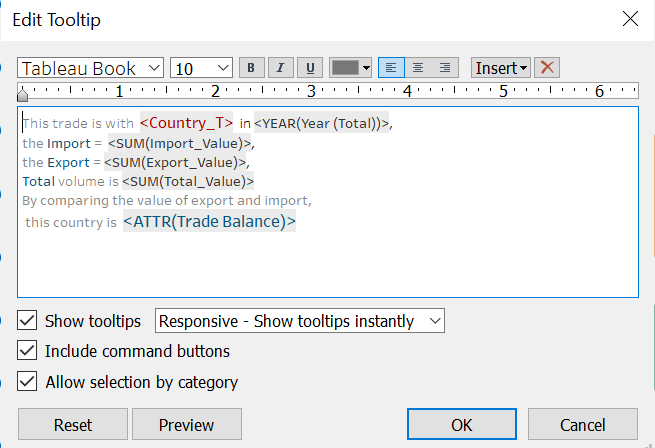 Edit Tooltip
Tableau Book 10 B I U Insert
1 2 3 4 5 6
This trade is with <Country_T> in <YEAR(Year (Total))>,
the Import = <SUM(Import_Value)>,
the Export = <SUM(Export_Value)>,
Total volume is <SUM(Total_Value)>
By comparing the value of export and import,
this country is <ATTR(Trade Balance)>
Show tooltips Responsive - Show tooltips instantly
Include command buttons
Allow selection by category
Reset Preview OK Cancel